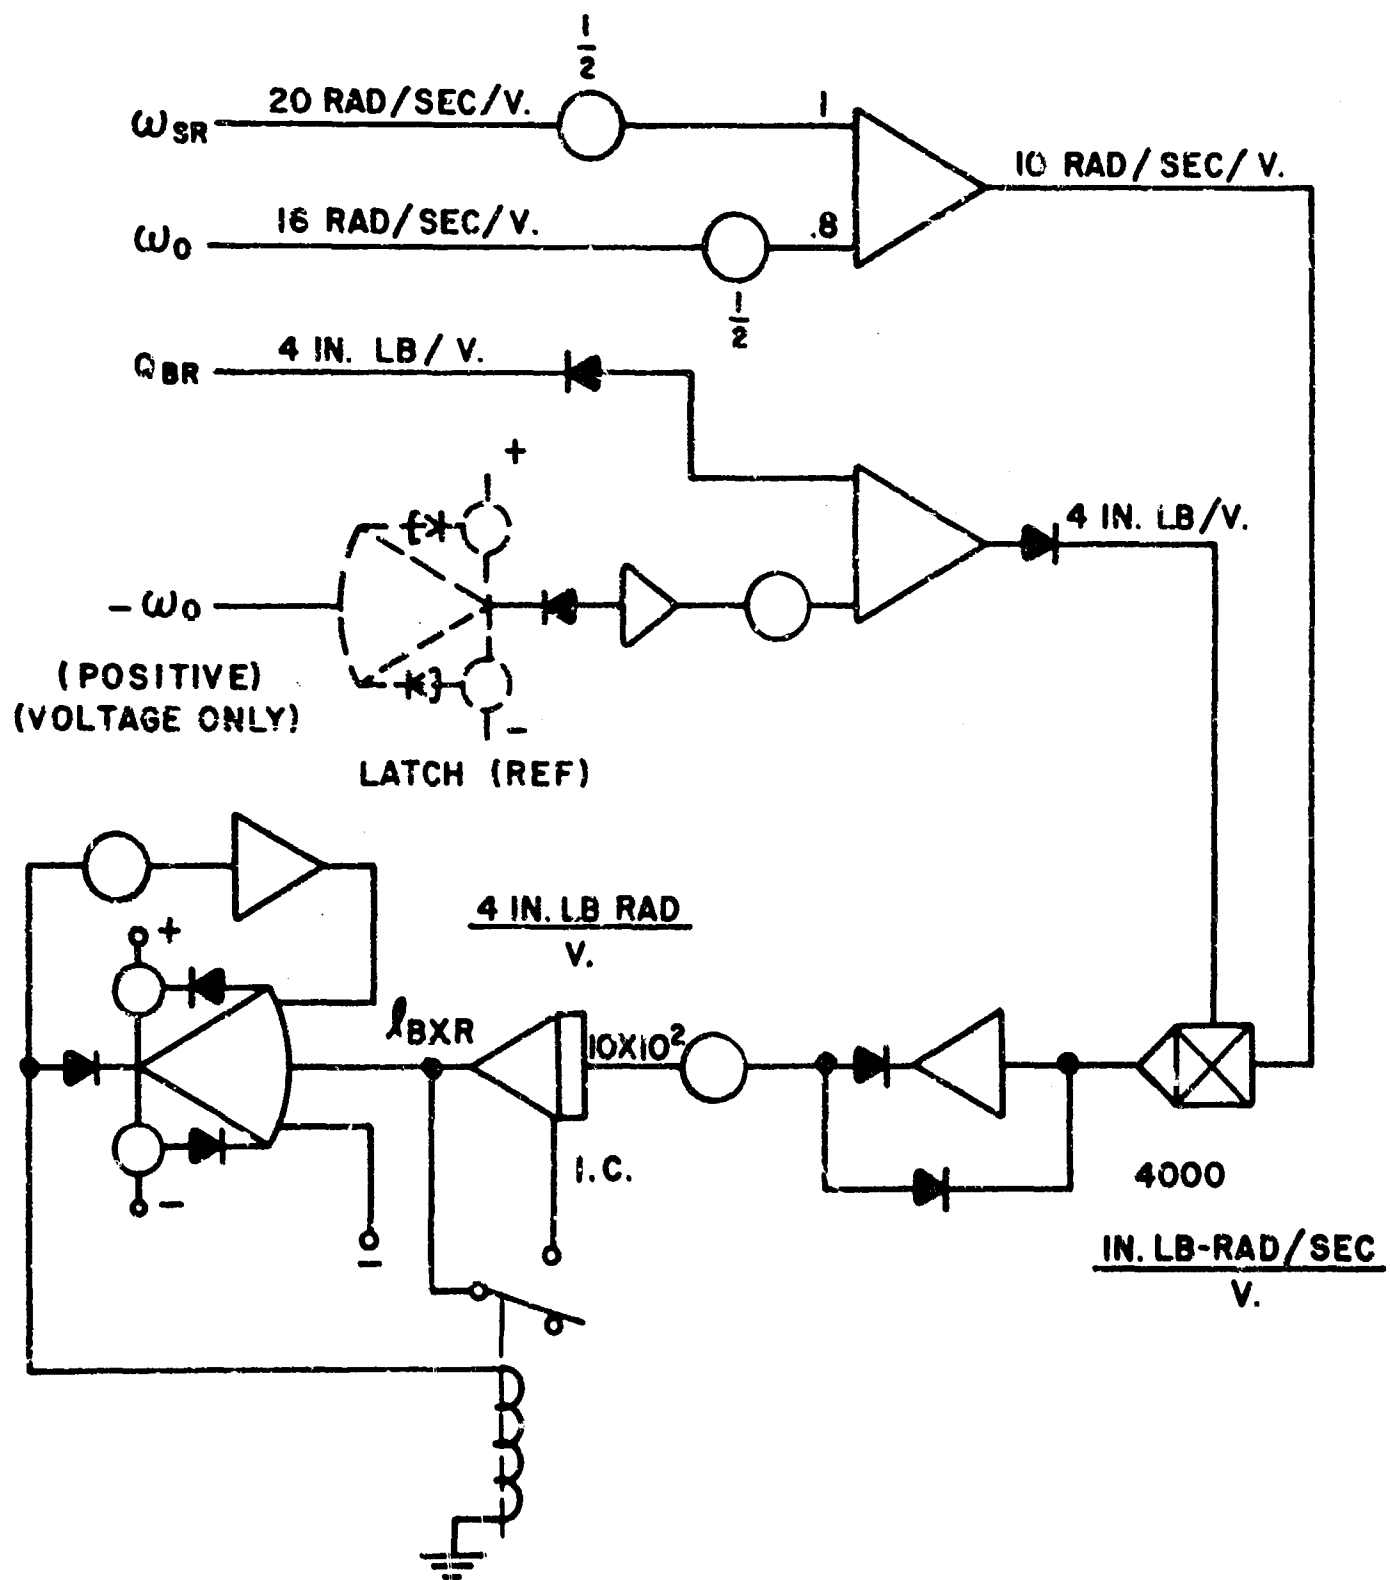 1
2
20 RAD/SEC/V.
1
ωSR
10 RAD/SEC/V.
16 RAD/SEC/V.
.8
ωO
1
2
4 IN. LB/V.
QBR
+
4 IN. LB/V.
-ωO
(POSITIVE)
(VOLTAGE ONLY)
-
LATCH (REF)
4 IN. LB RAD
V.
+
ℓBXR
10X10²
I.C.
-
-
4000
IN. LB-RAD/SEC
V.